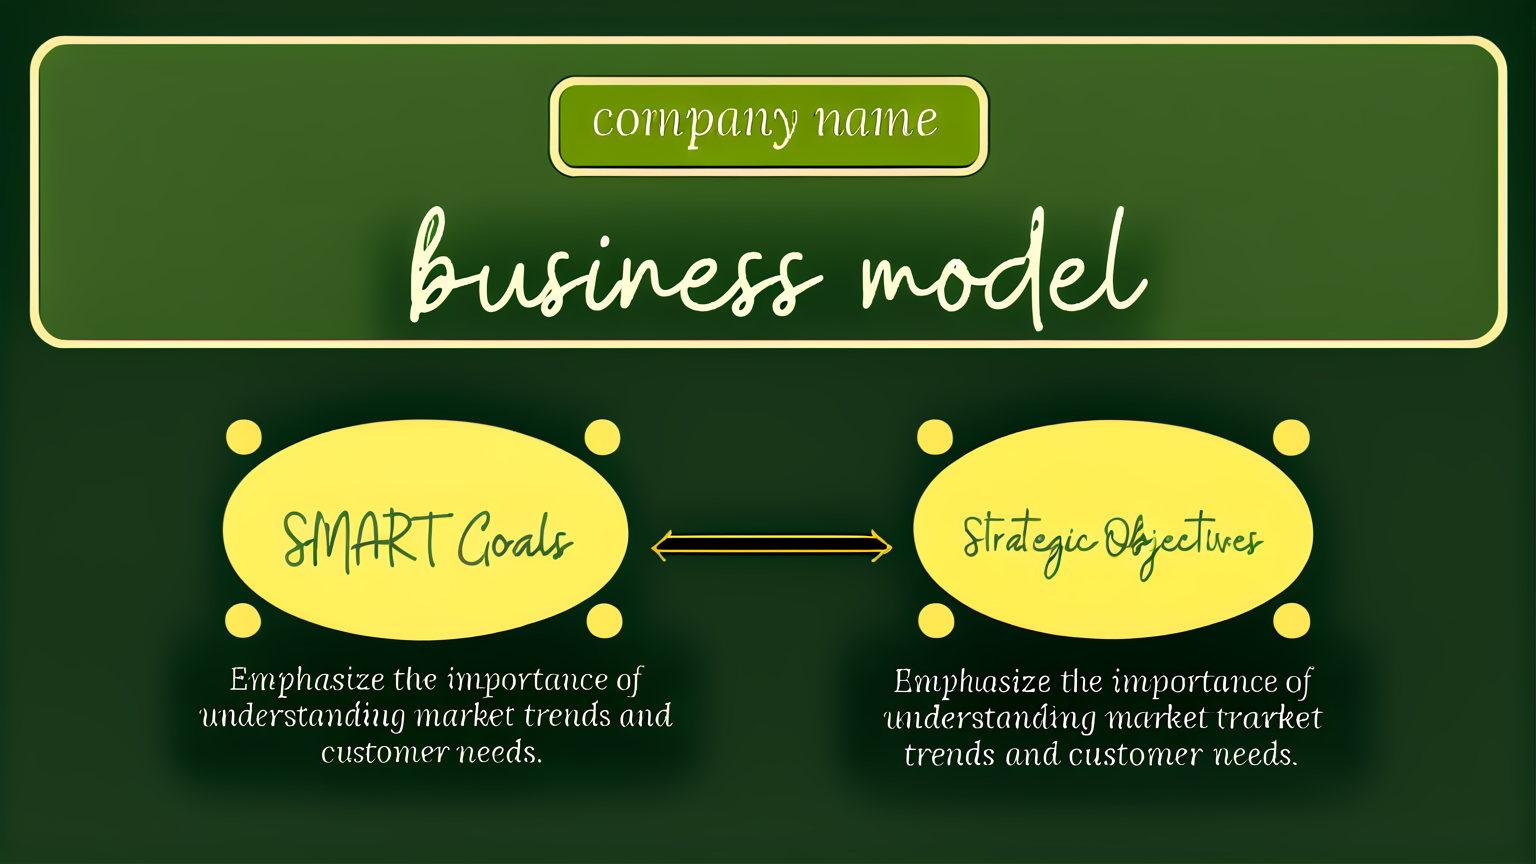 company name
business model
SMART Goals
Strategic Objectives
Emphasize the importance of
understanding market trends and
customer needs.
Emphasize the importance of
understanding market trarket
trends and customer needs.